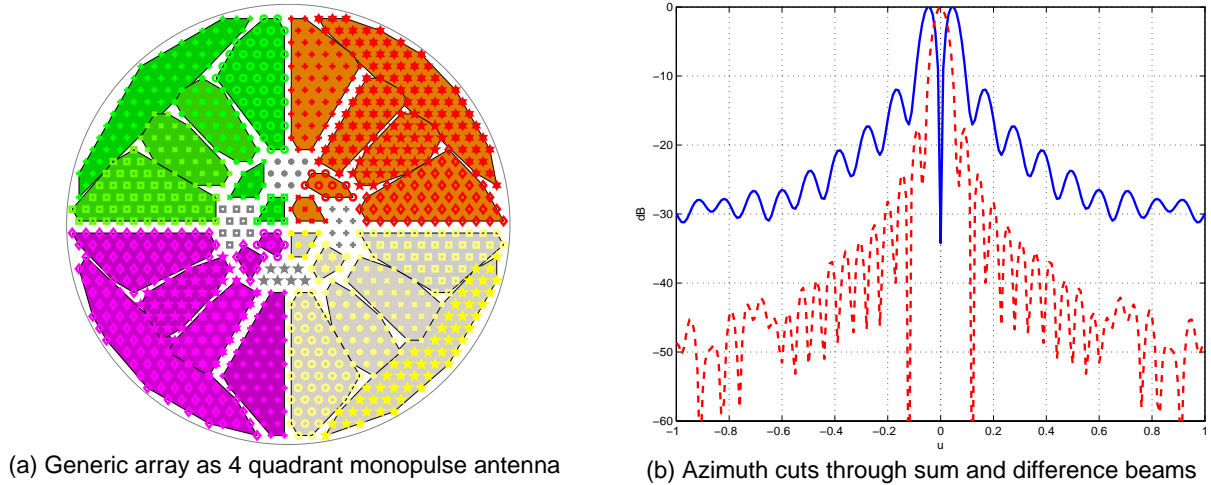 0
−10
−20
−30
−40
−50
−60
dB
−1 −0.8 −0.6 −0.4 −0.2 0 0.2 0.4 0.6 0.8 1
u
(a) Generic array as 4 quadrant monopulse antenna
(b) Azimuth cuts through sum and difference beams